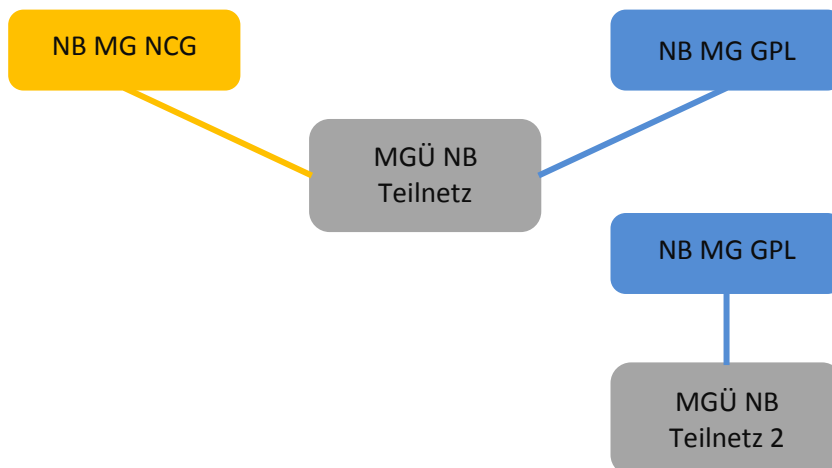 NB MG NCG
NB MG GPL
MGÜ NB
Teilnetz
NB MG GPL
MGÜ NB
Teilnetz 2